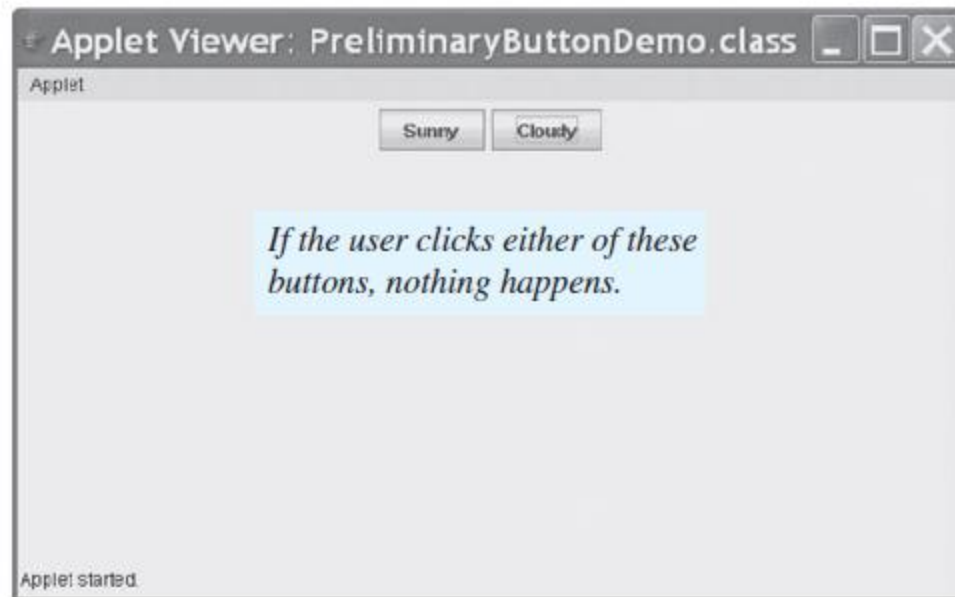 Applet Viewer: PreliminaryButtonDemo.class
Applet
Sunny Cloudy
If the user clicks either of these
buttons, nothing happens.
Applet started.